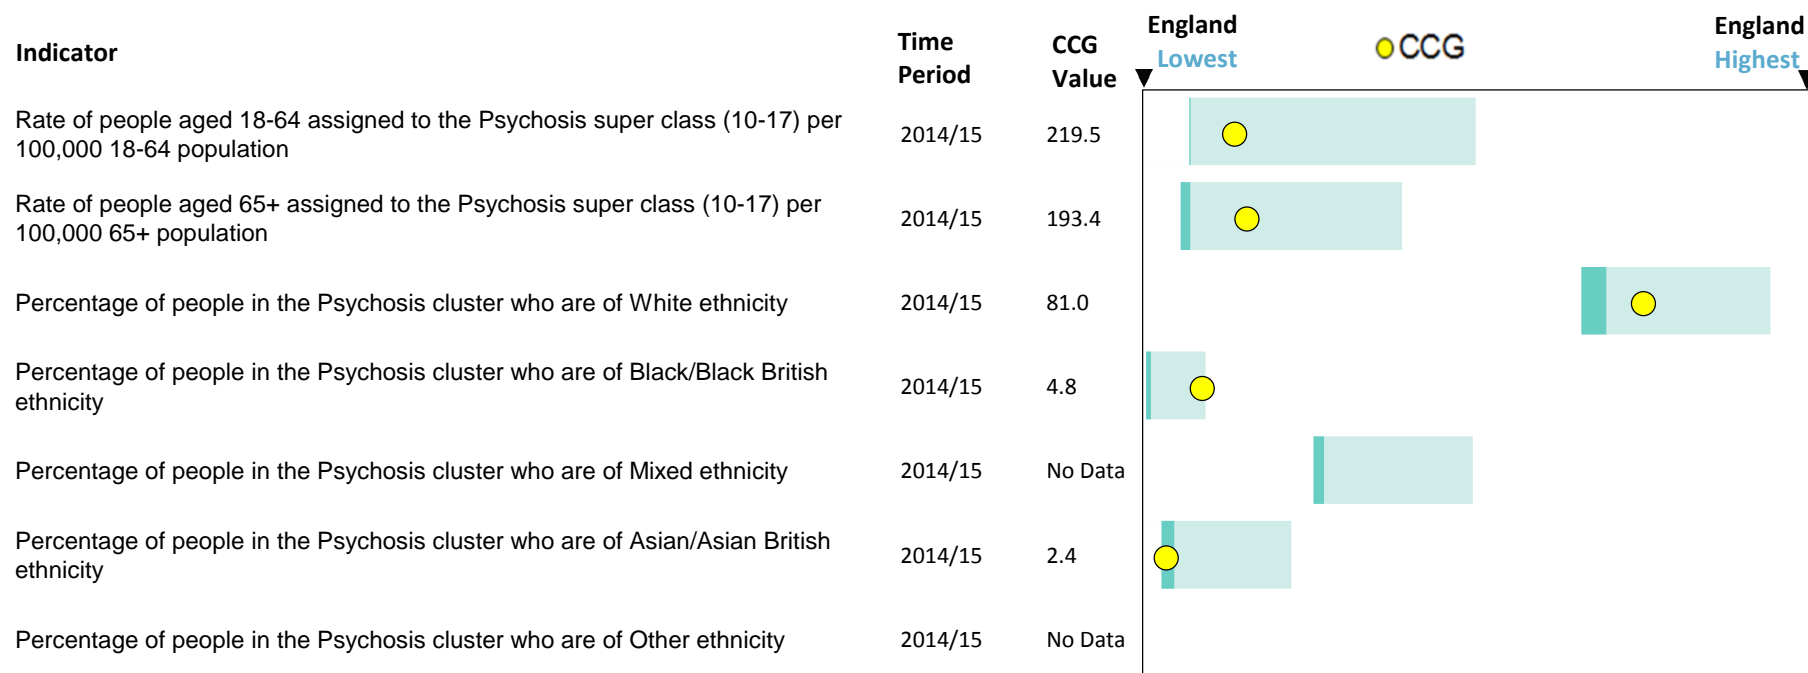 Indicator
Time
Period
CCG
Value
England
Lowest
CCG
England
Highest
Rate of people aged 18-64 assigned to the Psychosis super class (10-17) per
100,000 18-64 population
2014/15
219.5
Rate of people aged 65+ assigned to the Psychosis super class (10-17) per
100,000 65+ population
2014/15
193.4
Percentage of people in the Psychosis cluster who are of White ethnicity
2014/15
81.0
Percentage of people in the Psychosis cluster who are of Black/Black British
ethnicity
2014/15
4.8
Percentage of people in the Psychosis cluster who are of Mixed ethnicity
2014/15
No Data
Percentage of people in the Psychosis cluster who are of Asian/Asian British
ethnicity
2014/15
2.4
Percentage of people in the Psychosis cluster who are of Other ethnicity
2014/15
No Data